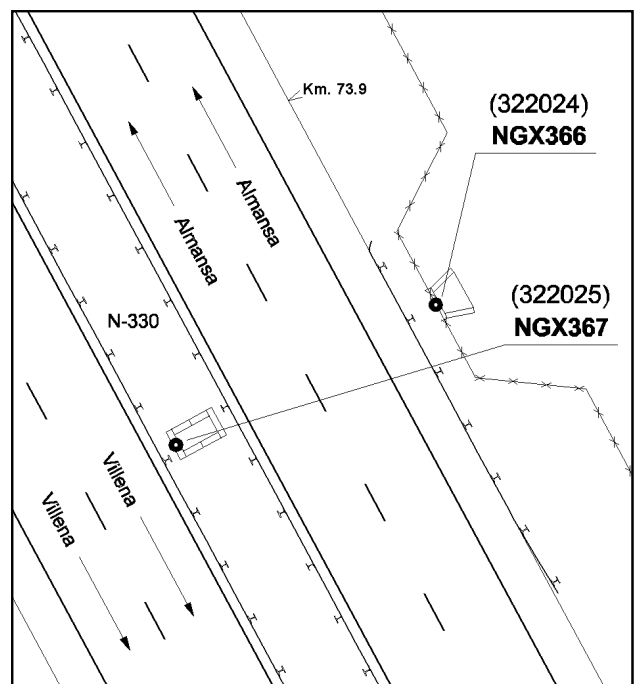 Km. 73.9
(322024)
NGX366
Almansa
Almansa
(322025)
NGX367
N-330
Villena
Villena